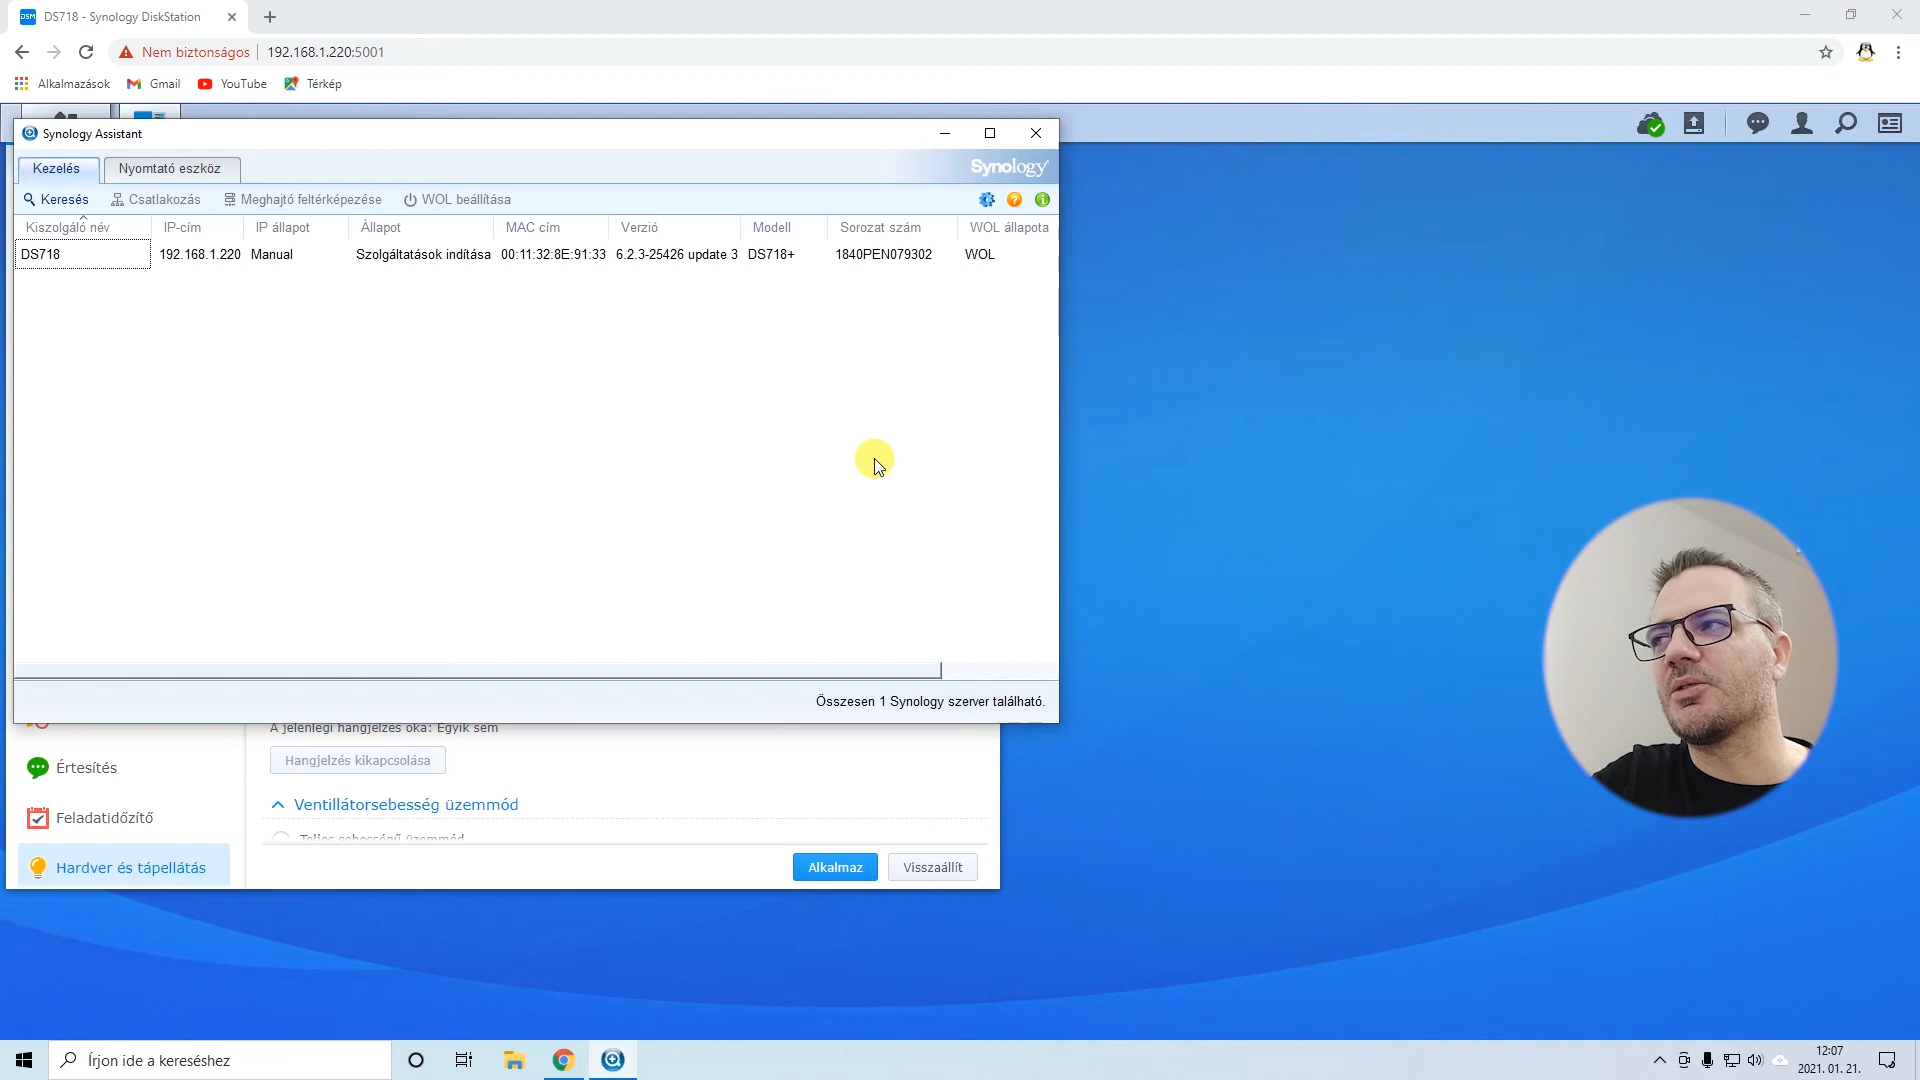 DS718 - Synology DiskStation
Nem biztonságos 192.168.1.220:5001
Alkalmazások Gmail YouTube Térkép
Synology Assistant
Kezelés Nyomtató eszköz Synology
Keresés Csatlakozás Meghajtó feltérképezése WOL beállítása
Kiszolgáló név IP-cím IP állapot Állapot MAC cím Verzió Modell Sorozat szám WOL állapota
DS718 192.168.1.220 Manual Szolgáltatások indítása 00:11:32:8E:91:33 6.2.3-25426 update 3 DS718+ 1840PEN079302 WOL
Összesen 1 Synology szerver található.
A jelenlegi hangjelzés oka: Egyik sem
Hangjelzés kikapcsolása
Értesítés
Ventillátorsebesség üzemmód
Feladatidőzítő
Teljes sebességű üzemmód
Hardver és tápellátás
Alkalmaz Visszaállít
Írjon ide a kereséshez
12:07
2021. 01. 21.